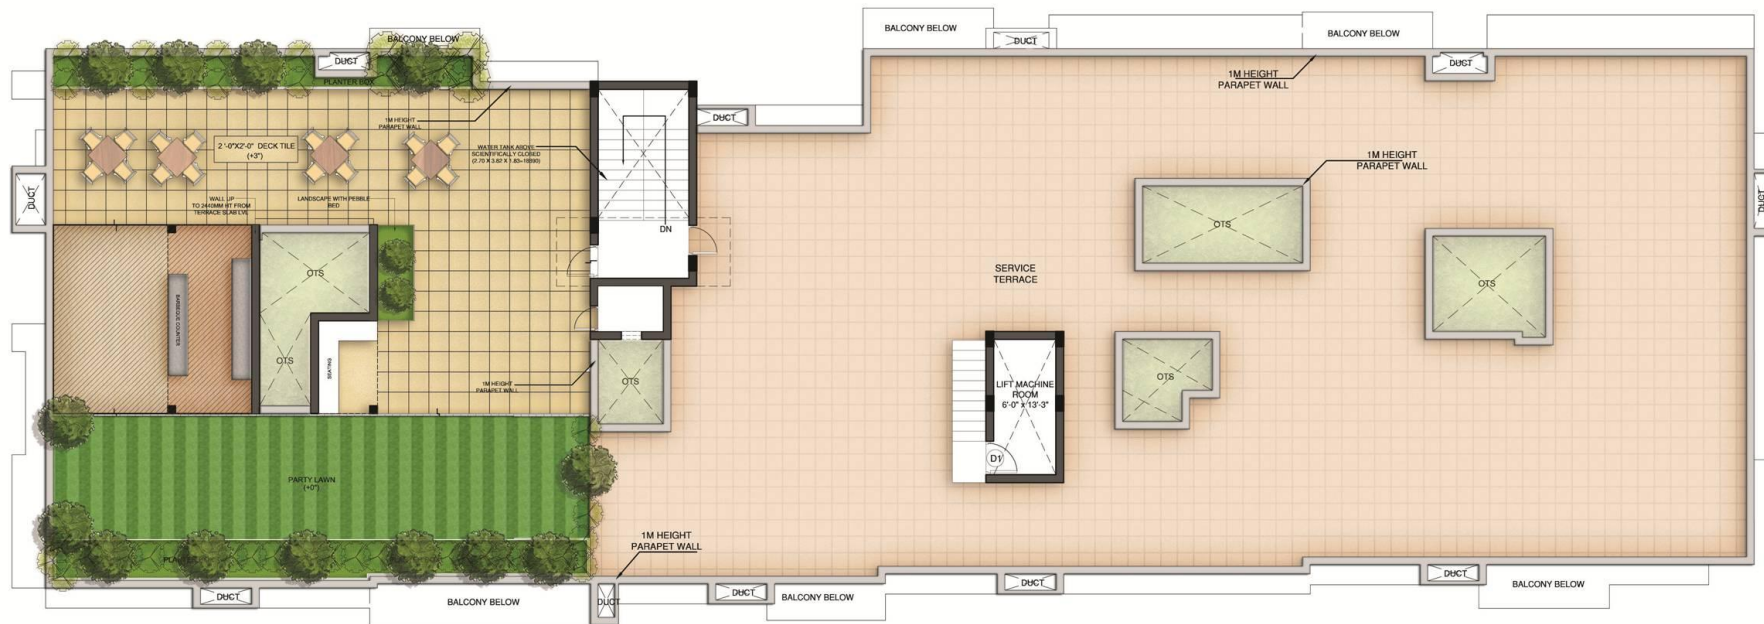 BALCONY BELOW
DUCT
PLANTER BOX
1M HEIGHT
PARAPET WALL
2'-0"X2'-0" DECK TILE
(+3")
WATER TANK ABOVE
SCIENTIFICALLY CLOSED
DUCT
WALL UP
TO 2440MM HT FROM
TERRACE SLAB LVL
LANDSCAPE WITH PEBBLE
BED
DN
OTS
OTS
BARBEQUE COUNTER
SEATING
1M HEIGHT
PARAPET WALL
OTS
PARTY LAWN
(+0")
DUCT
BALCONY BELOW
DUCT
BALCONY BELOW
DUCT
BALCONY BELOW
DUCT
1M HEIGHT
PARAPET WALL
DUCT
1M HEIGHT
PARAPET WALL
OTS
DUCT
SERVICE
TERRACE
OTS
LIFT MACHINE
ROOM
6'-0" x 13'-3"
OTS
D1
1M HEIGHT
PARAPET WALL
DUCT
BALCONY BELOW
DUCT
DUCT
BALCONY BELOW